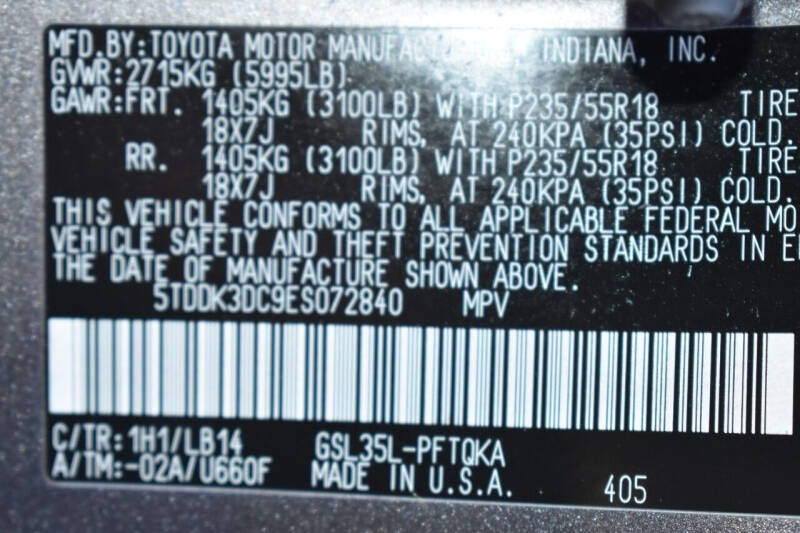 MFD.BY:TOYOTA MOTOR MANUFAC INDIANA, INC.
GVWR:2715KG (5995LB)
GAWR:FRT. 1405KG (3100LB) WITH P235/55R18 TIRE
18X7J RIMS, AT 240KPA (35PSI) COLD.
RR. 1405KG (3100LB) WITH P235/55R18 TIRE
18X7J RIMS, AT 240KPA (35PSI) COLD.
THIS VEHICLE CONFORMS TO ALL APPLICABLE FEDERAL MO
VEHICLE SAFETY AND THEFT PREVENTION STANDARDS IN E
THE DATE OF MANUFACTURE SHOWN ABOVE.
5TDDK3DC9ES072840 MPV
C/TR:1H1/LB14 GSL35L-PFTQKA
A/TM:-02A/U660F MADE IN U.S.A. 405